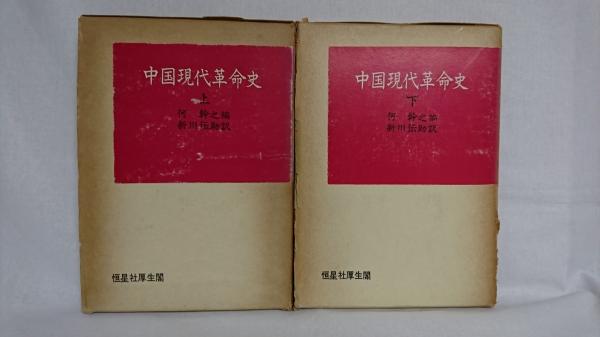 中国現代革命史
上
何 幹之編
新川伝助訳
恒星社厚生閣
中国現代革命史
下
何 幹之編
新川伝助訳
恒星社厚生閣